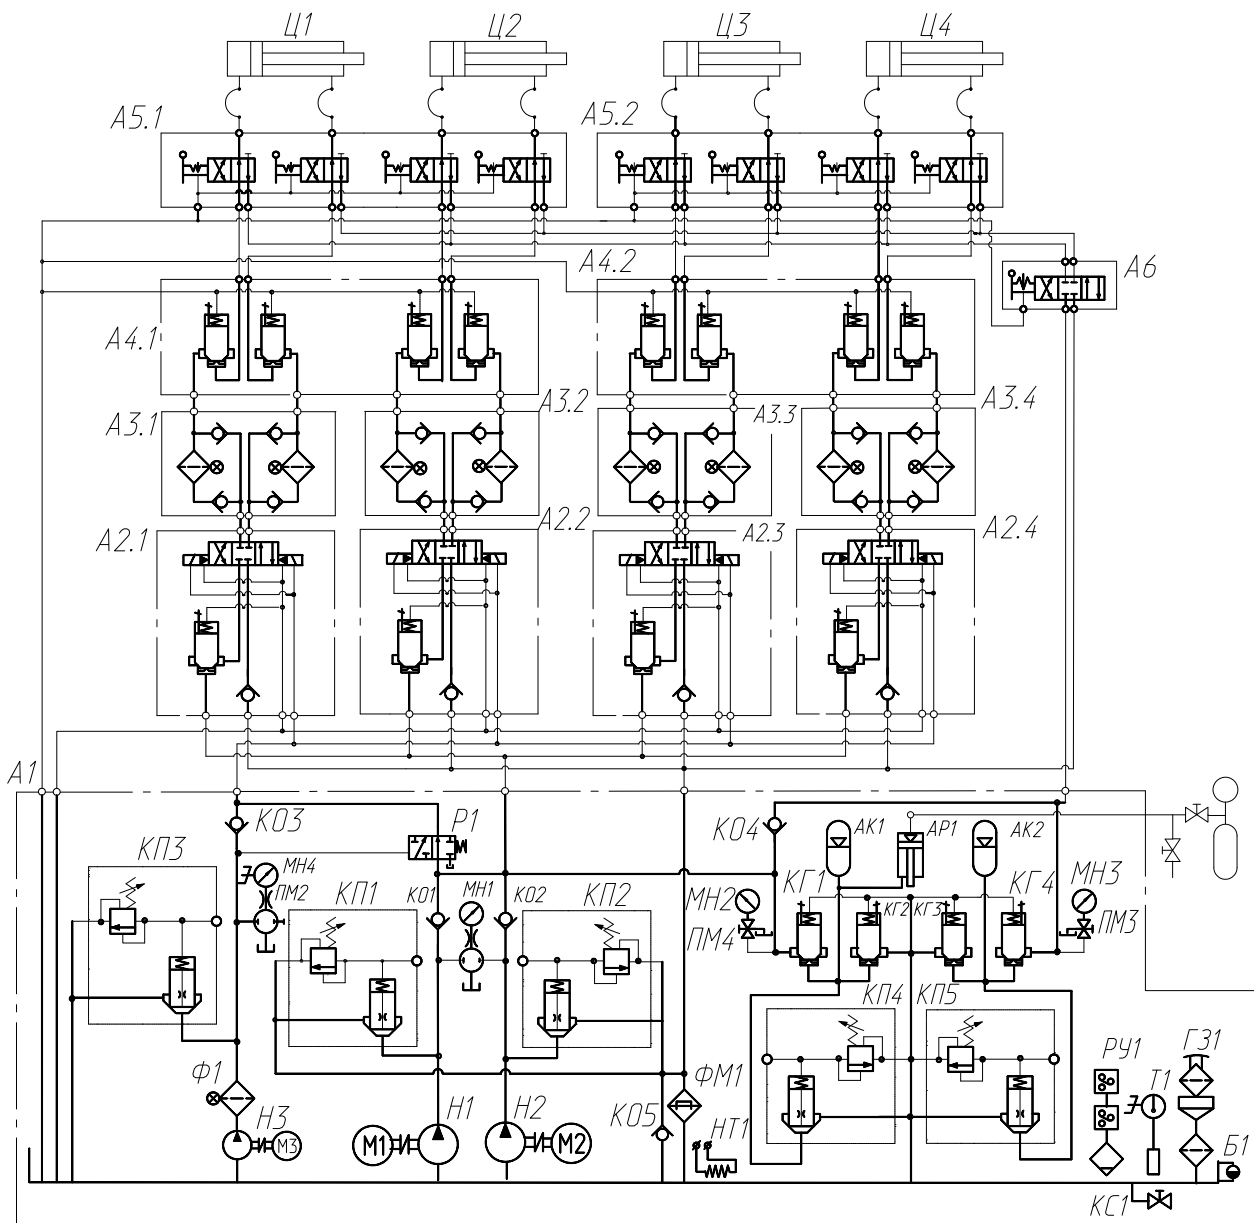 Ц1 Ц2 Ц3 Ц4
А5.1 А5.2
А4.2 А6
А4.1
А3.1 А3.2 А3.3 А3.4
А2.1 А2.2 А2.3 А2.4
А1
КО3 Р1 КО4 АК1 АР1 АК2
КП3 МН4 ПМ2 КП1 КО1 МН1 КО2 КП2 МН2 КГ1 КГ2 КГ3 КГ4 МН3
ПМ4 ПМ3
КП4 КП5
Ф1 Н3 Н1 Н2 ФМ1 РУ1 Т1 ГЗ1
М3 М1 М2 КО5 НТ1 Б1
КС1